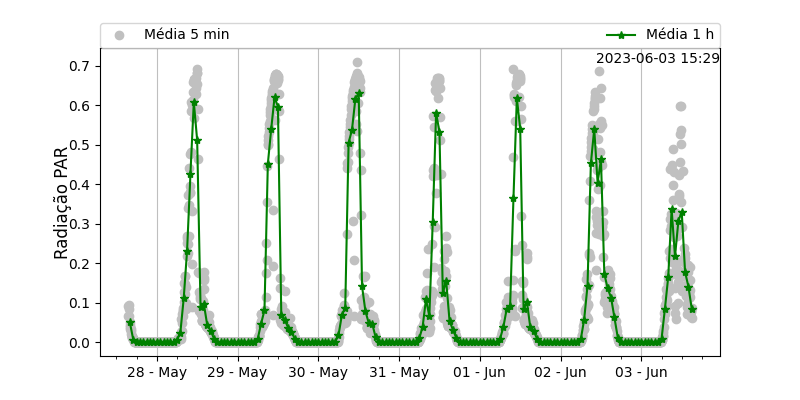 Média 5 min
Média 1 h
2023-06-03 15:29
Radiação PAR
0.7
0.6
0.5
0.4
0.3
0.2
0.1
0.0
28 - May
29 - May
30 - May
31 - May
01 - Jun
02 - Jun
03 - Jun